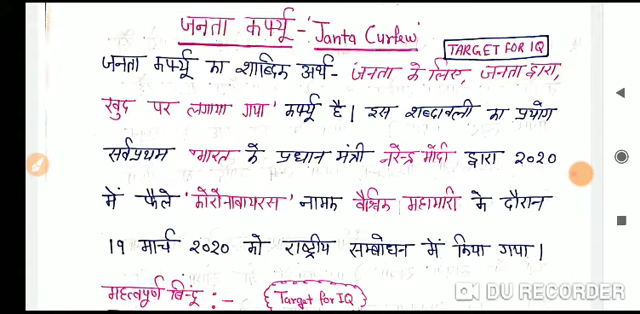 जनता कर्फ्यू - 'Janta Curfew'
TARGET FOR IQ
जनता कर्फ्यू का शाब्दिक अर्थ - जनता के लिए, जनता द्वारा,
खुद पर लगाया गया' कर्फ्यू है। इस शब्दावली का प्रयोग
सर्वप्रथम भारत के प्रधान मंत्री नरेन्द्र मोदी द्वारा २०२०
में फैले 'कोरोनावायरस' नामक वैश्विक महामारी के दौरान
19 मार्च २०२० को राष्ट्रीय सम्बोधन में किया गया।
महत्वपूर्ण बिन्दू :-
Target for IQ
DU RECORDER